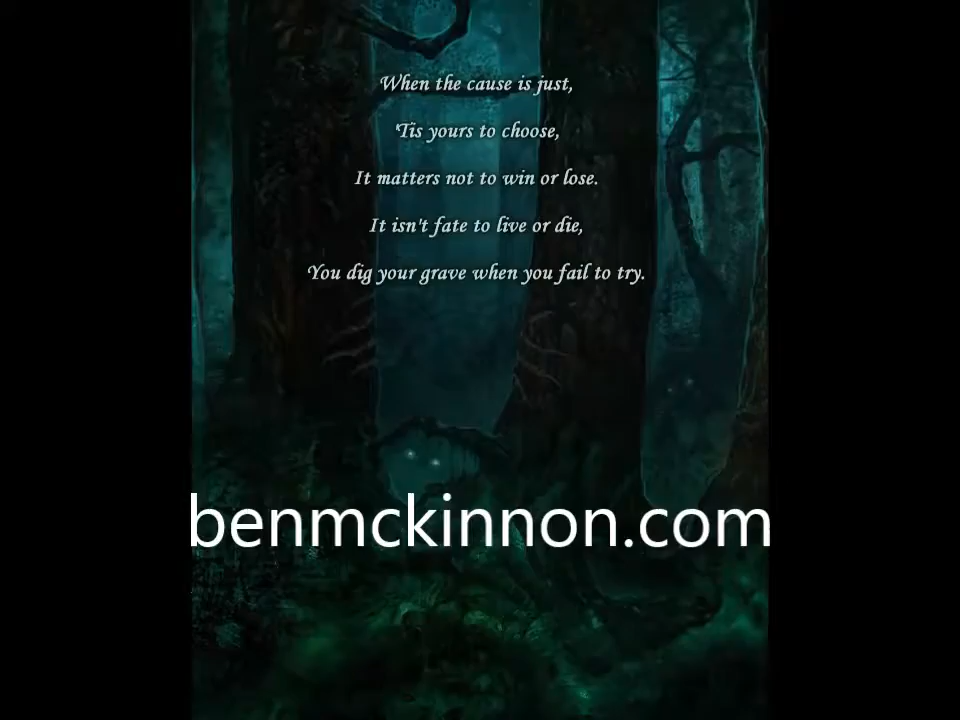 When the cause is just,
'Tis yours to choose,
It matters not to win or lose.
It isn't fate to live or die,
You dig your grave when you fail to try.
benmckinnon.com